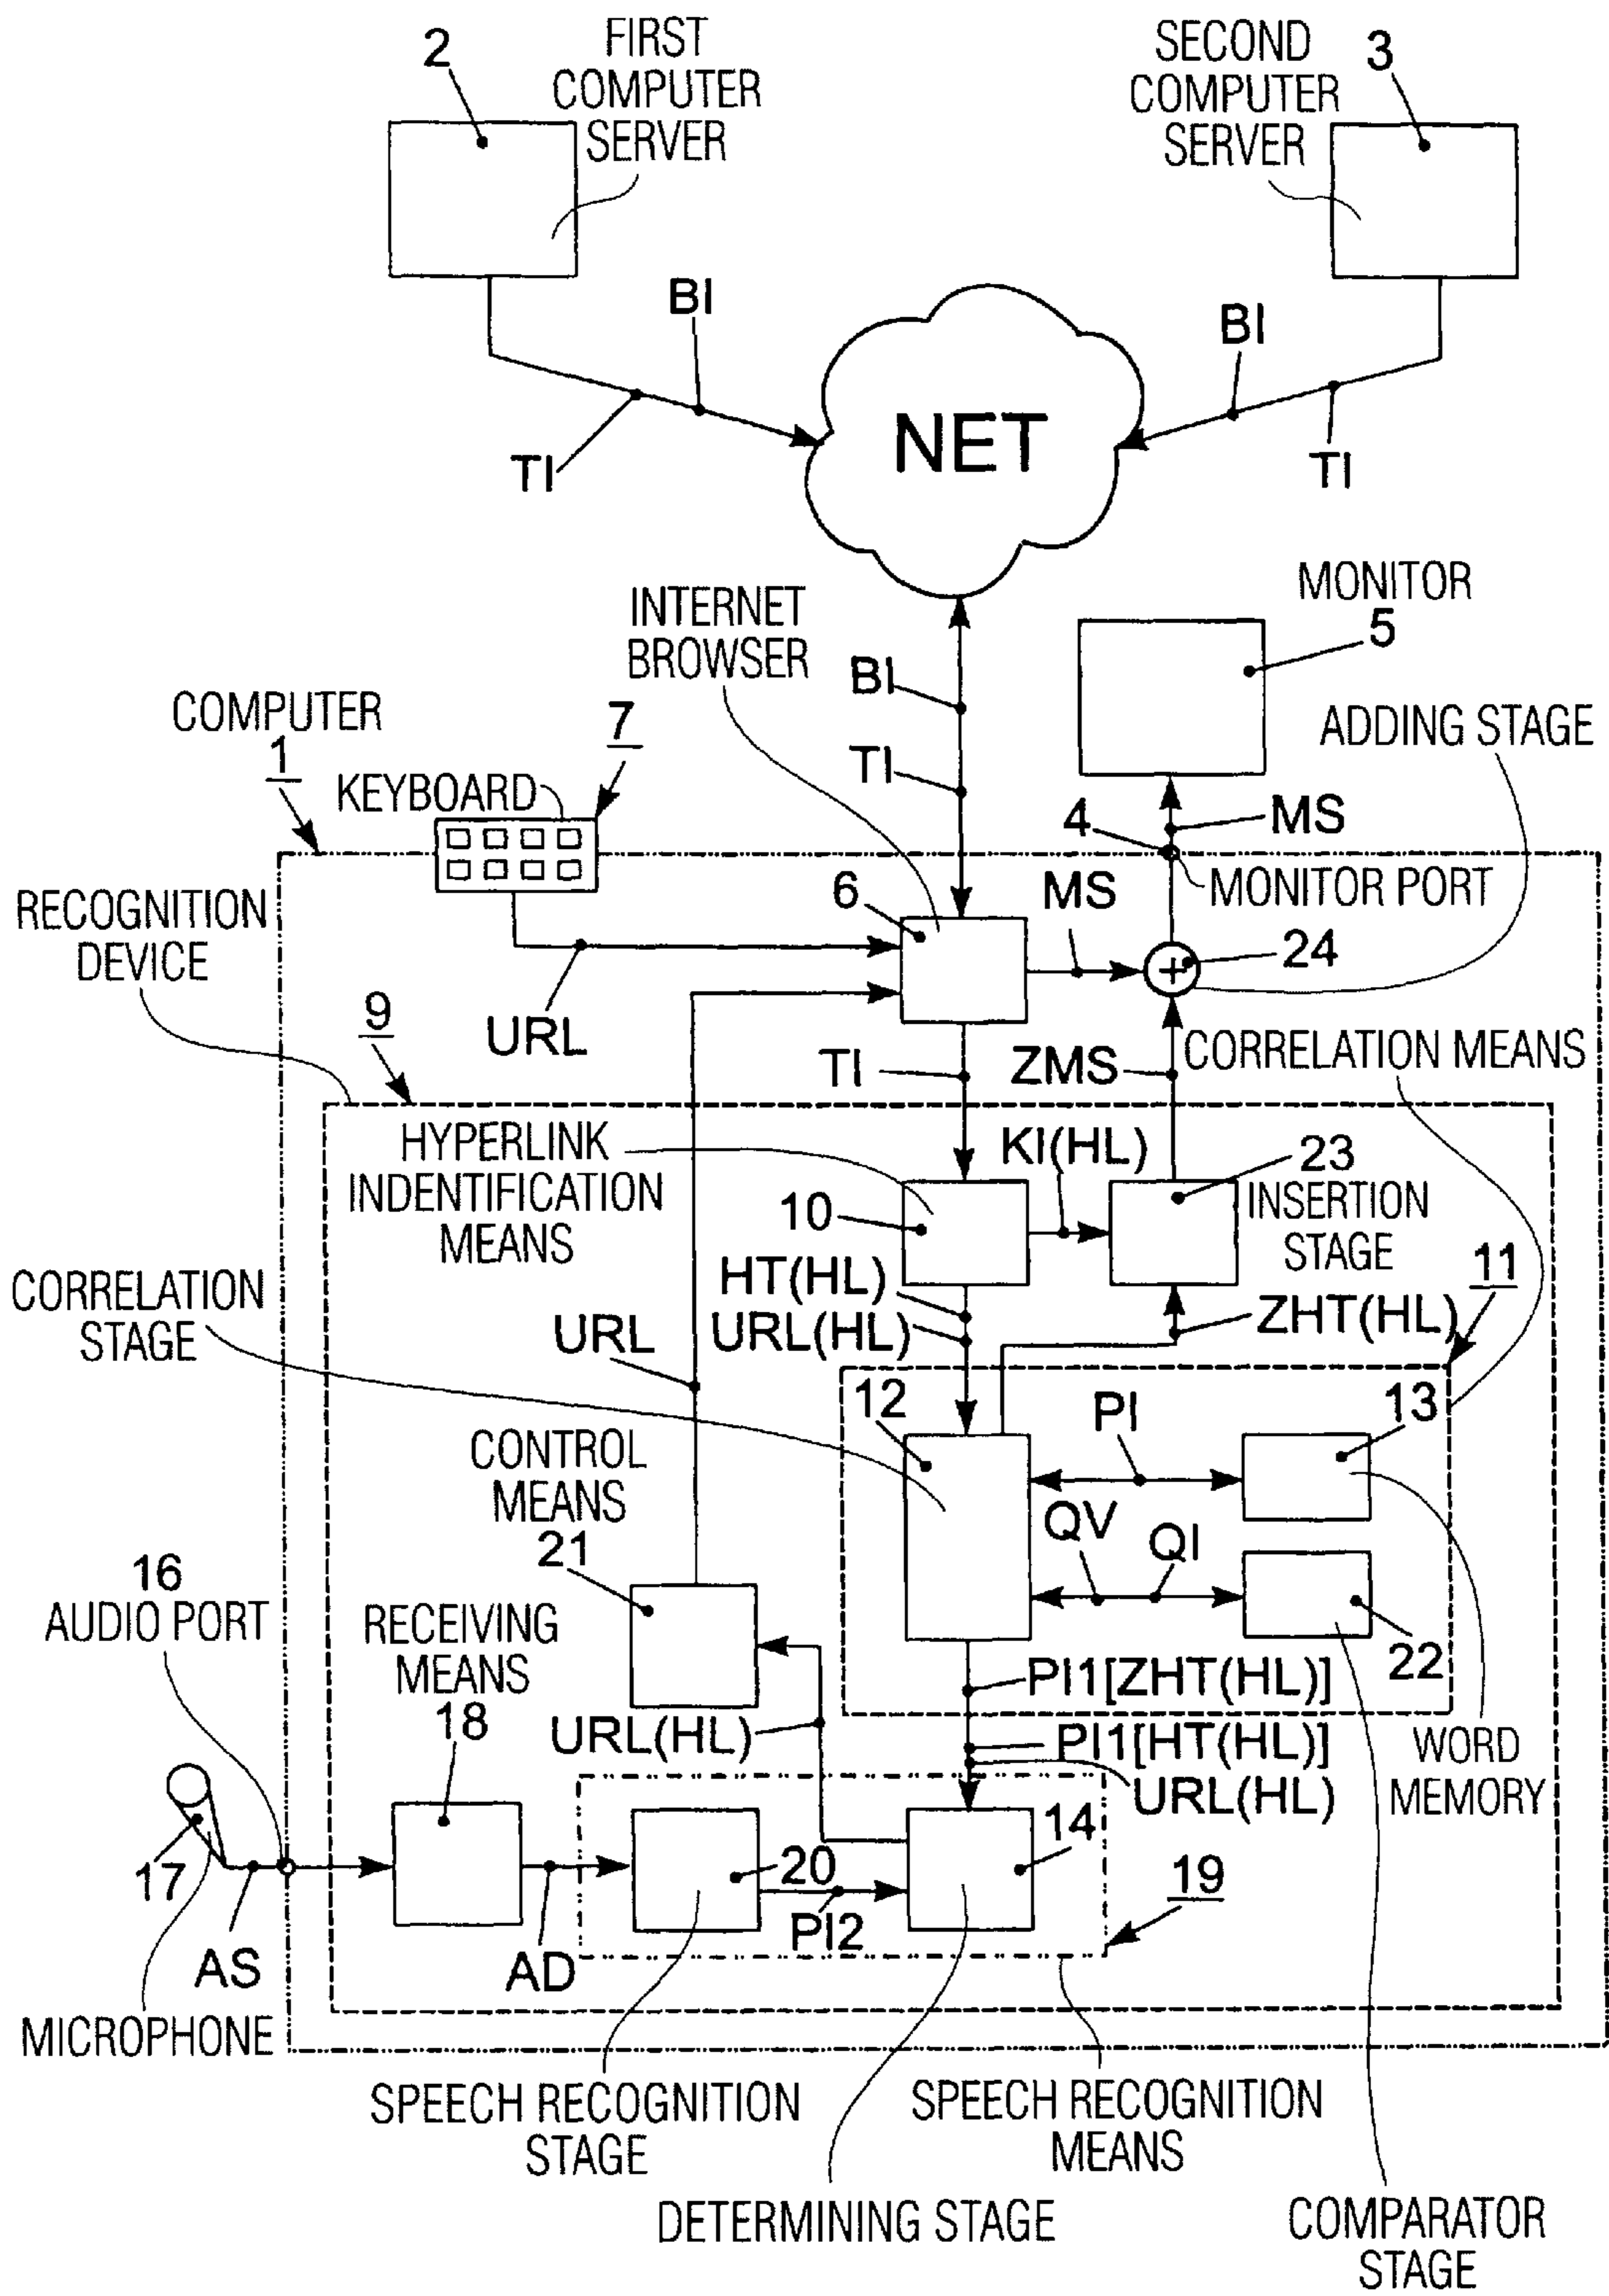 FIRST
COMPUTER
SERVER
2
SECOND
COMPUTER
SERVER
3
BI
TI
BI
TI
NET
INTERNET
BROWSER
MONITOR
5
BI
TI
ADDING STAGE
COMPUTER
1
7
KEYBOARD
4
MS
MONITOR PORT
RECOGNITION
DEVICE
6
MS
24
URL
9
TI
ZMS
CORRELATION MEANS
HYPERLINK
INDENTIFICATION
MEANS
10
KI(HL)
23
INSERTION
STAGE
11
CORRELATION
STAGE
HT(HL)
URL(HL)
ZHT(HL)
URL
12
PI
13
CONTROL
MEANS
21
QV
QI
22
16
AUDIO PORT
RECEIVING
MEANS
18
PI1[ZHT(HL)]
URL(HL)
PI1[HT(HL)]
URL(HL)
WORD
MEMORY
17
AS
AD
20
PI2
14
19
MICROPHONE
SPEECH RECOGNITION
STAGE
SPEECH RECOGNITION
MEANS
DETERMINING STAGE
COMPARATOR
STAGE